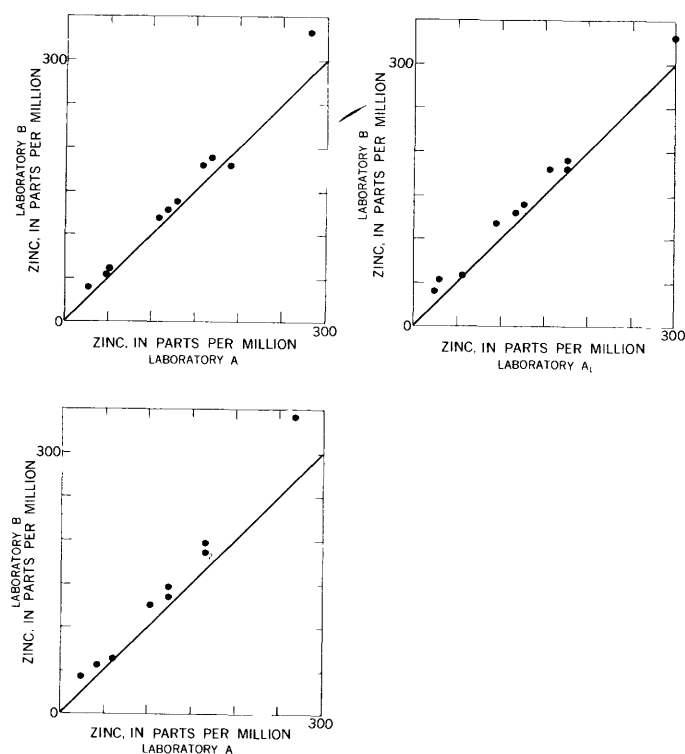 300
LABORATORY B
ZINC, IN PARTS PER MILLION
0
300
ZINC, IN PARTS PER MILLION
LABORATORY A
300
LABORATORY B
ZINC, IN PARTS PER MILLION
0
300
ZINC, IN PARTS PER MILLION
LABORATORY A₁
300
LABORATORY B
ZINC, IN PARTS PER MILLION
0
300
ZINC, IN PARTS PER MILLION
LABORATORY A